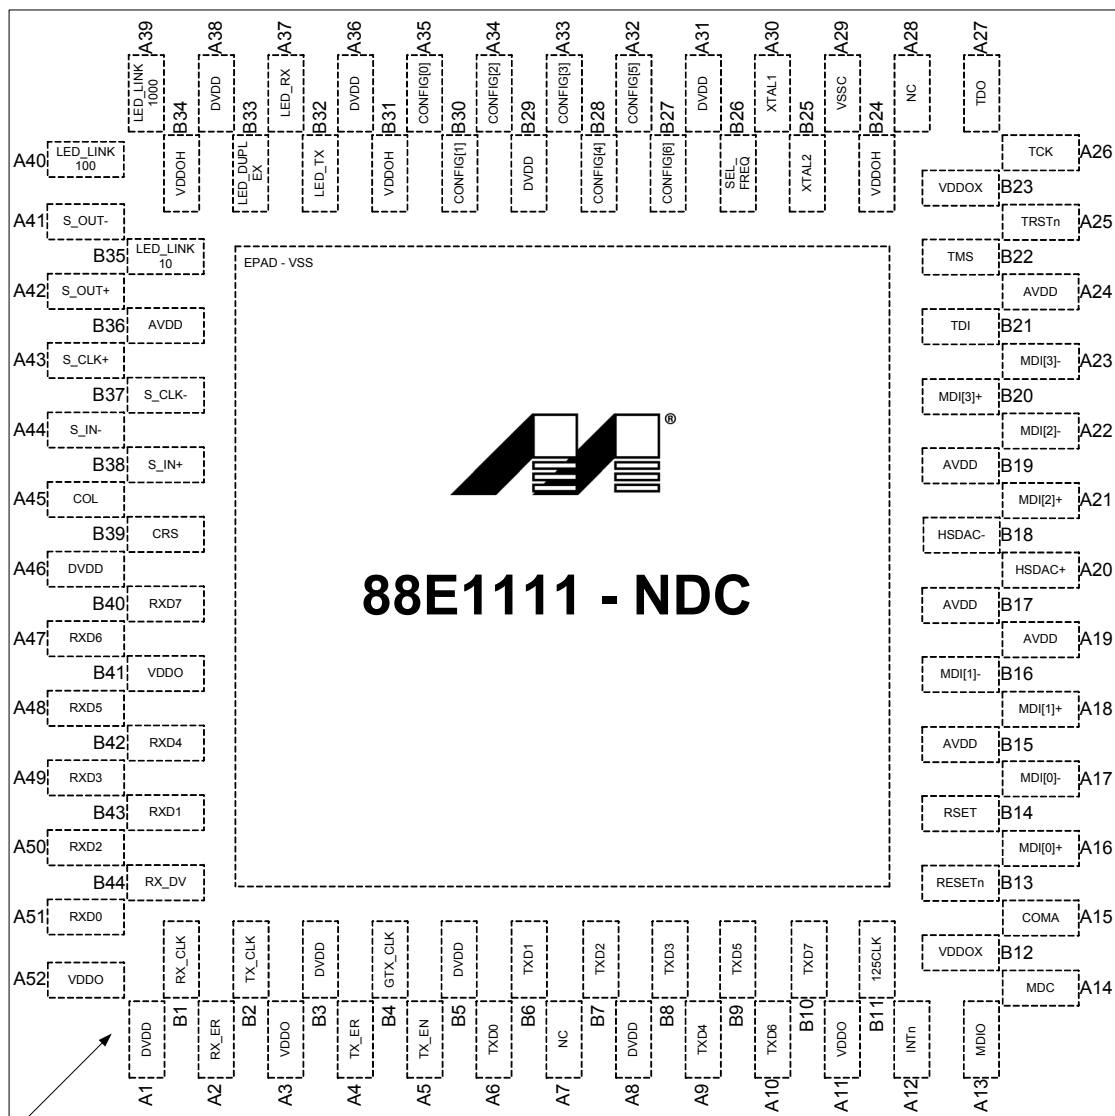 A39 A38 A37 A36 A35 A34 A33 A32 A31 A30 A29 A28 A27
LED_LINK
1000
DVDD
LED_RX
DVDD
CONFIG[0]
CONFIG[2]
CONFIG[3]
CONFIG[5]
DVDD
XTAL1
VSSC
NC
TDO
B34 B33 B32 B31 B30 B29 B28 B27 B26 B25 B24
VDDOH
LED_DUPL
EX
LED_TX
VDDOH
CONFIG[1]
DVDD
CONFIG[4]
CONFIG[6]
SEL_
FREQ
XTAL2
VDDOH
A40 LED_LINK
100
A41 S_OUT-
B35 LED_LINK
10
A42 S_OUT+
B36 AVDD
A43 S_CLK+
B37 S_CLK-
A44 S_IN-
B38 S_IN+
A45 COL
B39 CRS
A46 DVDD
B40 RXD7
A47 RXD6
B41 VDDO
A48 RXD5
B42 RXD4
A49 RXD3
B43 RXD1
A50 RXD2
B44 RX_DV
A51 RXD0
A52 VDDO
EPAD - VSS
®
88E1111 - NDC
TCK A26
VDDOX B23
TRSTn A25
TMS B22
AVDD A24
TDI B21
MDI[3]- A23
MDI[3]+ B20
MDI[2]- A22
AVDD B19
MDI[2]+ A21
HSDAC- B18
HSDAC+ A20
AVDD B17
AVDD A19
MDI[1]- B16
MDI[1]+ A18
AVDD B15
MDI[0]- A17
RSET B14
MDI[0]+ A16
RESETn B13
COMA A15
VDDOX B12
MDC A14
RX_CLK
TX_CLK
DVDD
GTX_CLK
DVDD
TXD1
TXD2
TXD3
TXD5
TXD7
125CLK
B1 B2 B3 B4 B5 B6 B7 B8 B9 B10 B11
DVDD
RX_ER
VDDO
TX_ER
TX_EN
TXD0
NC
DVDD
TXD4
TXD6
VDDO
INTn
MDIO
A1 A2 A3 A4 A5 A6 A7 A8 A9 A10 A11 A12 A13